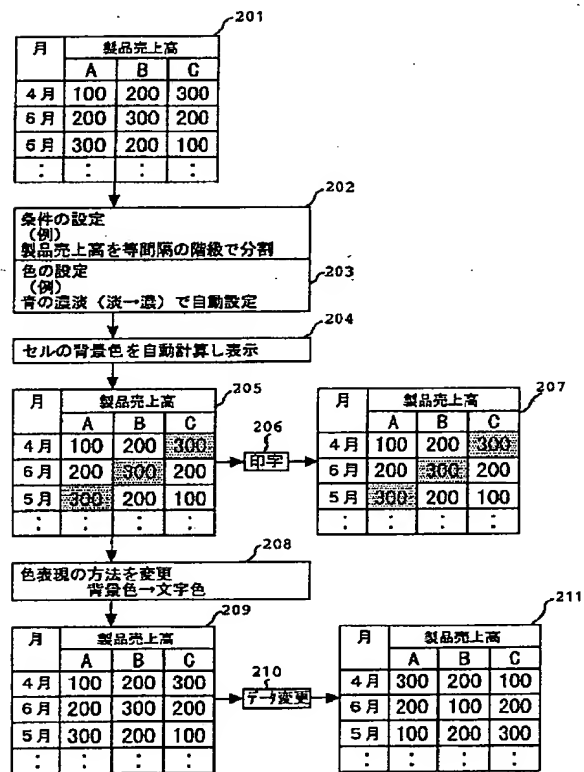 201
月 製品売上高
A B C
4月 100 200 300
6月 200 300 200
5月 300 200 100
: : : :
202
条件の設定
(例)
製品売上高を等間隔の階級で分割
203
色の設定
(例)
青の濃淡(淡→濃)で自動設定
204
セルの背景色を自動計算し表示
205
月 製品売上高
A B C
4月 100 200 300
6月 200 300 200
5月 300 200 100
: : : :
206
印字
207
月 製品売上高
A B C
4月 100 200 300
6月 200 300 200
5月 300 200 100
: : : :
208
色表現の方法を変更
背景色→文字色
209
月 製品売上高
A B C
4月 100 200 300
6月 200 300 200
5月 300 200 100
: : : :
210
データ変更
211
月 製品売上高
A B C
4月 300 200 100
6月 200 100 200
5月 100 200 300
: : : :